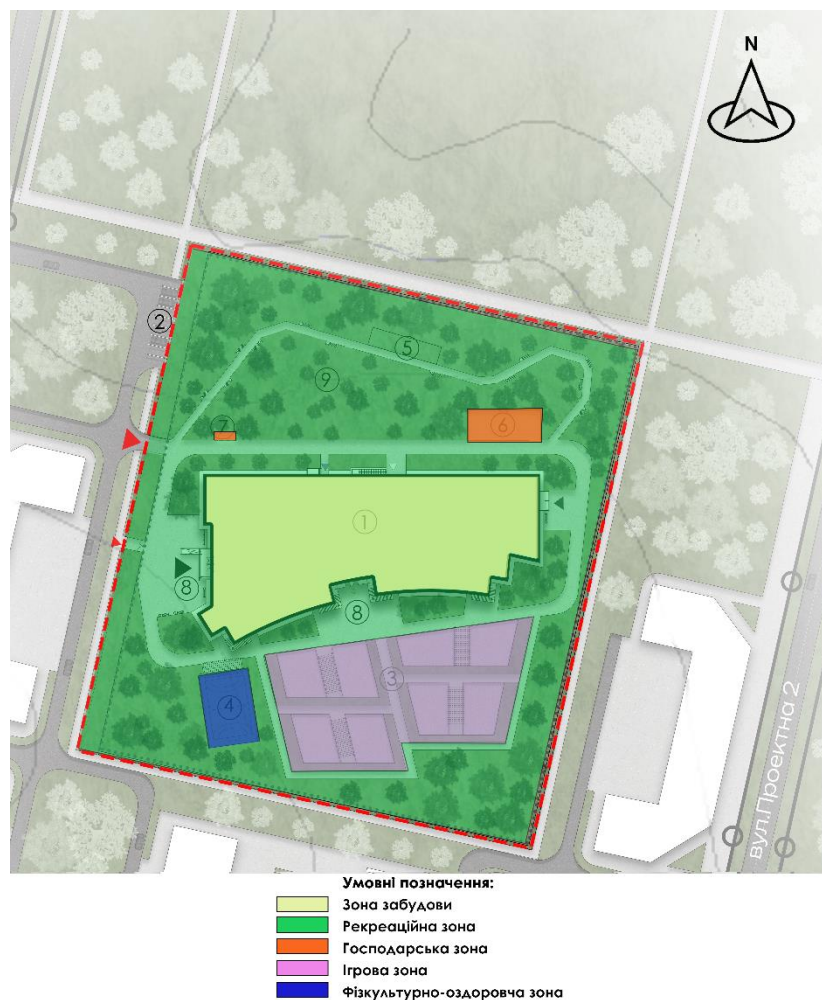 N
2
5
9
7
6
1
8
8
3
4
вул.Проектна 2
Умовні позначення:
Зона забудови
Рекреаційна зона
Господарська зона
Ігрова зона
Фізкультурно-оздоровча зона